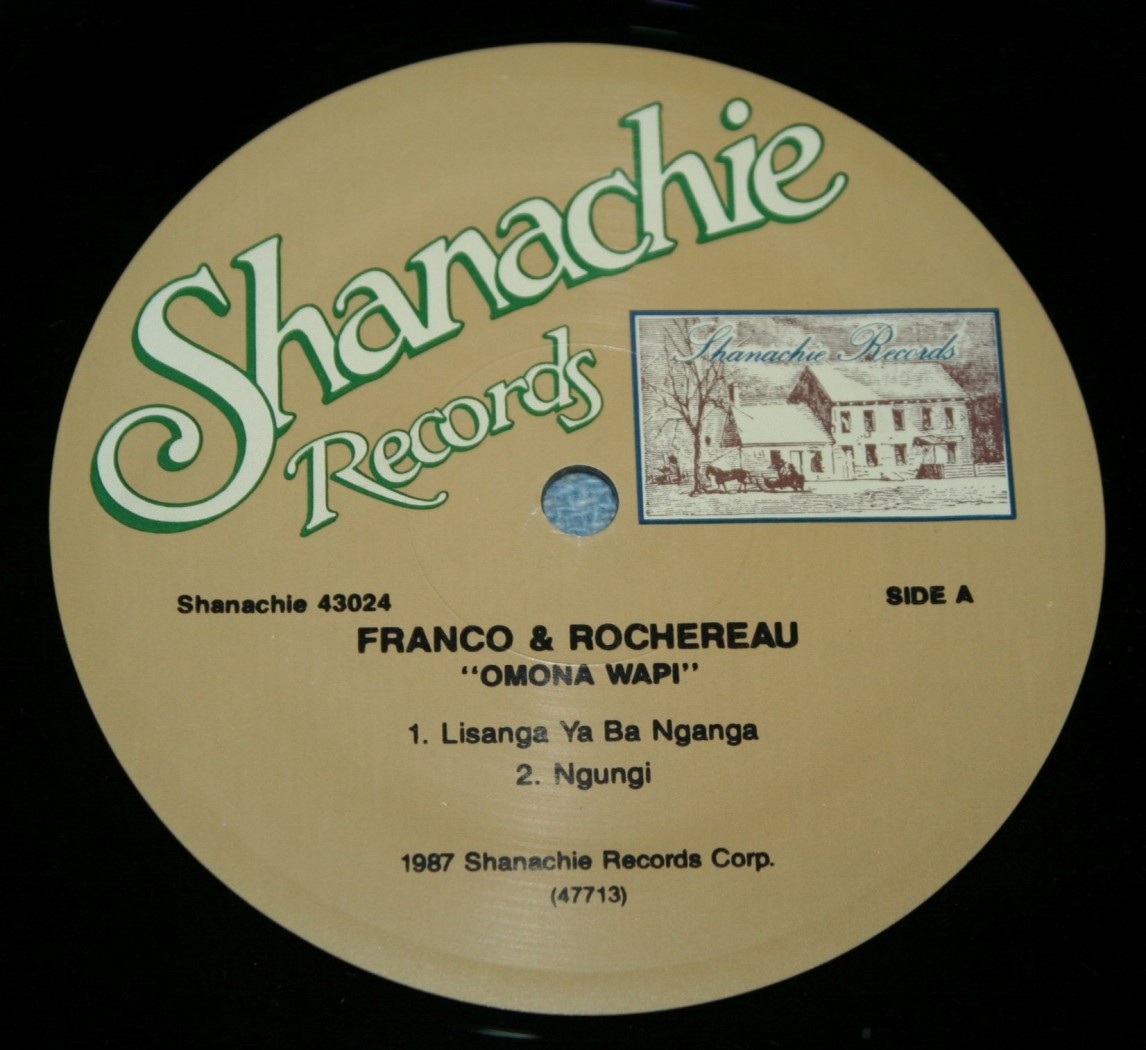 Shanachie
Records
Shanachie Records
Shanachie 43024
SIDE A
FRANCO & ROCHEREAU
“OMONA WAPI”
1. Lisanga Ya Ba Nganga
2. Ngungi
1987 Shanachie Records Corp.
(47713)